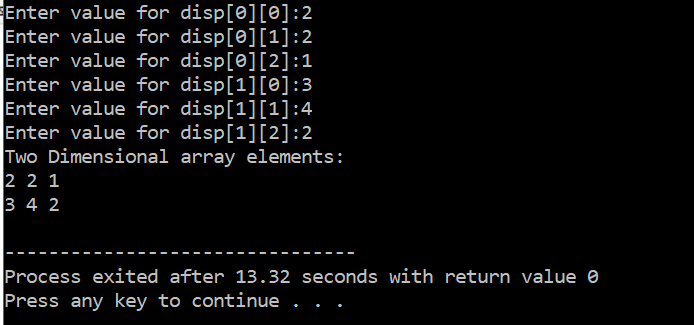 Enter value for disp[0][0]:2
Enter value for disp[0][1]:2
Enter value for disp[0][2]:1
Enter value for disp[1][0]:3
Enter value for disp[1][1]:4
Enter value for disp[1][2]:2
Two Dimensional array elements:
2 2 1
3 4 2
--------------------------------
Process exited after 13.32 seconds with return value 0
Press any key to continue . . .